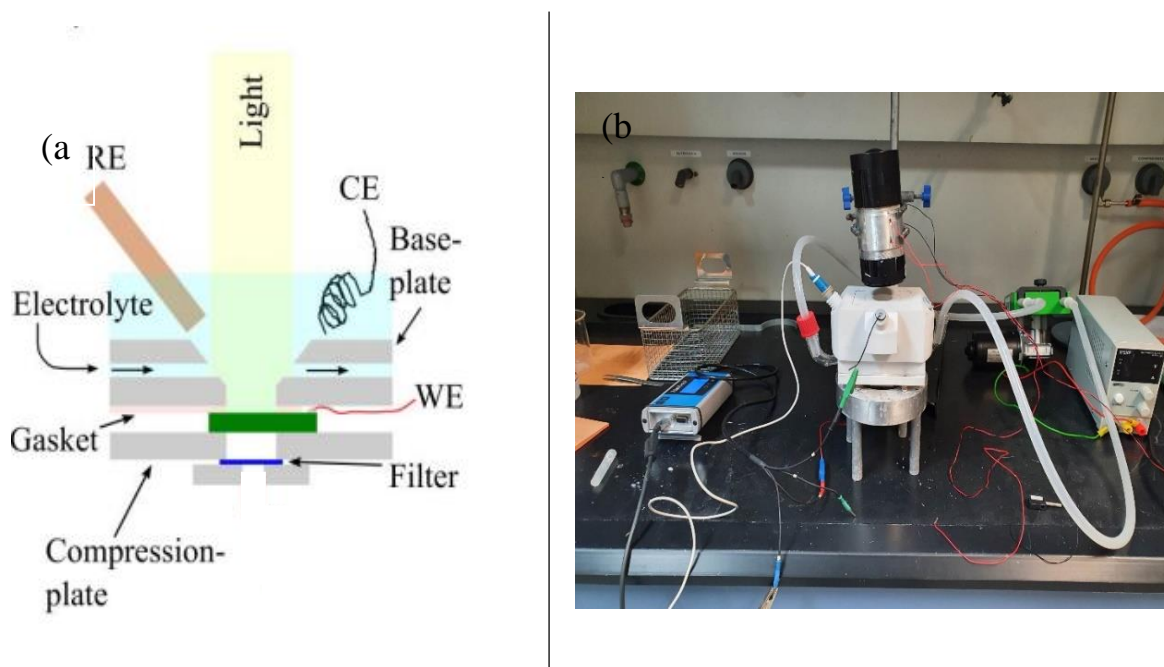 (a
RE
Light
CE
Base-
plate
Electrolyte
WE
Gasket
Filter
Compression-
plate
(b